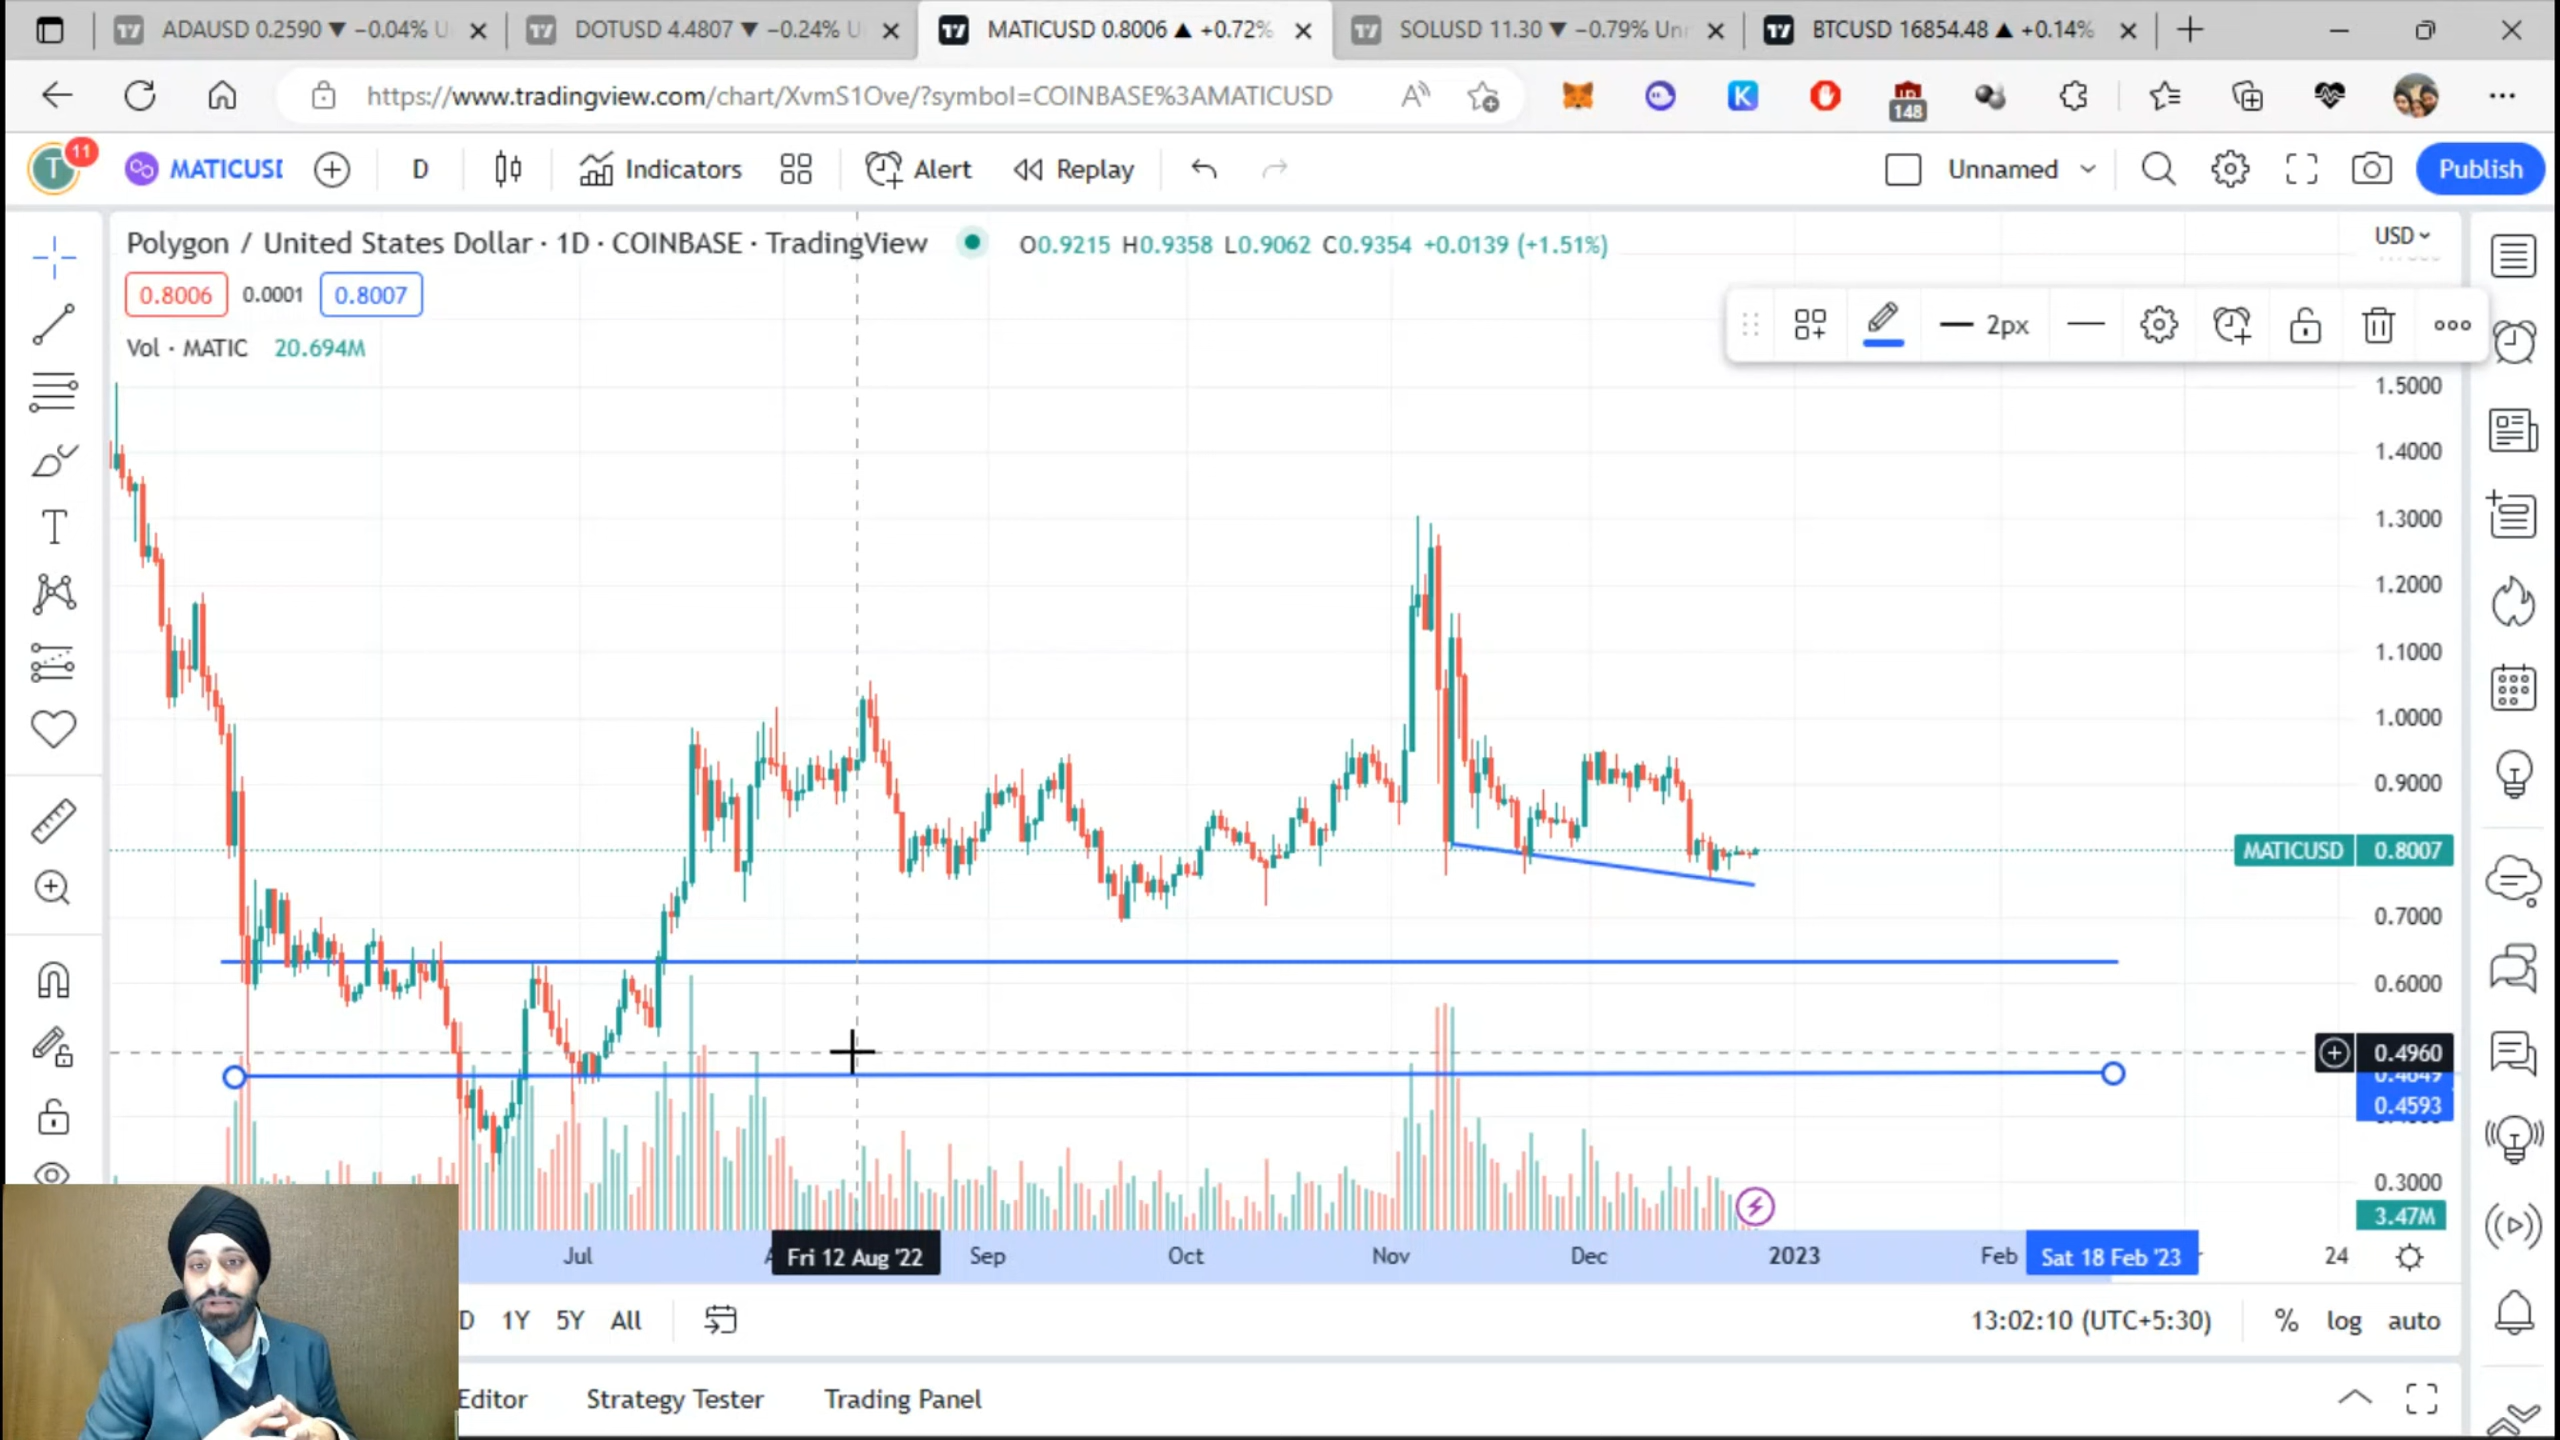 ADAUSD 0.2590 ▼ −0.04% U
DOTUSD 4.4807 ▼ −0.24% U
MATICUSD 0.8006 ▲ +0.72%
SOLUSD 11.30 ▼ −0.79% Un
BTCUSD 16854.48 ▲ +0.14%
https://www.tradingview.com/chart/XvmS1Ove/?symbol=COINBASE%3AMATICUSD
148
T
11
MATICUSD
D
Indicators
Alert
Replay
Unnamed
Publish
Polygon / United States Dollar · 1D · COINBASE · TradingView
O0.9215 H0.9358 L0.9062 C0.9354 +0.0139 (+1.51%)
USD
0.8006
0.0001
0.8007
2px
Vol · MATIC 20.694M
1.5000
1.4000
1.3000
1.2000
1.1000
1.0000
0.9000
MATICUSD 0.8007
0.7000
0.6000
0.4960
0.4593
0.3000
3.47M
Jul
Fri 12 Aug '22
Sep
Oct
Nov
Dec
2023
Feb
Sat 18 Feb '23
24
D
1Y
5Y
All
13:02:10 (UTC+5:30)
%
log
auto
Editor
Strategy Tester
Trading Panel